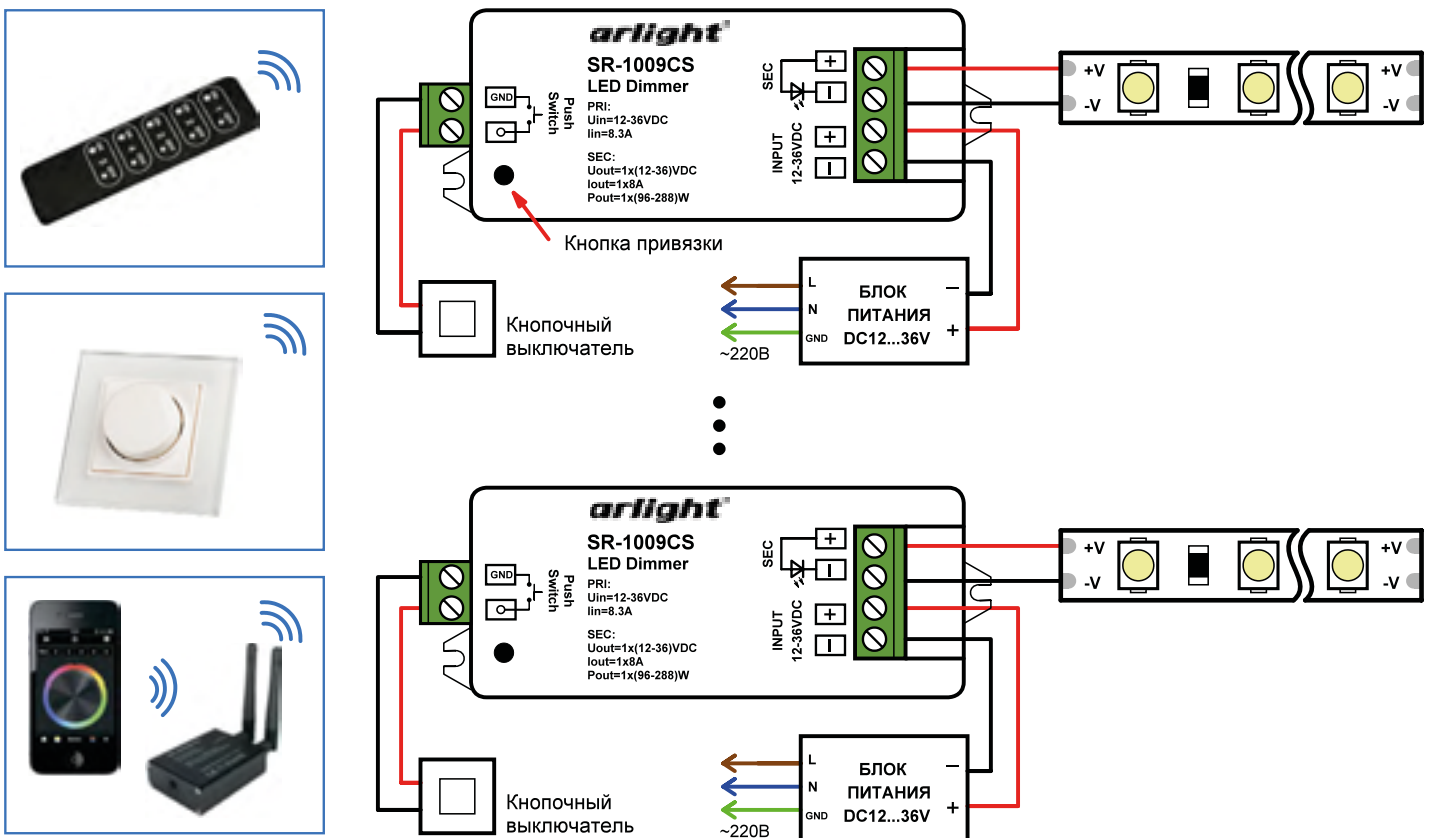 arlight®
SR-1009CS
LED Dimmer
PRI:
Uin=12-36VDC
Iin=8.3A
SEC:
Uout=1x(12-36)VDC
Iout=1x8A
Pout=1x(96-288)W
GND
Push
Switch
SEC
+
–
INPUT
12-36VDC
+
–
+V
-V
+V
-V
Кнопка привязки
Кнопочный
выключатель
L
N
GND
~220В
БЛОК
ПИТАНИЯ
DC12...36V
–
+
arlight®
SR-1009CS
LED Dimmer
PRI:
Uin=12-36VDC
Iin=8.3A
SEC:
Uout=1x(12-36)VDC
Iout=1x8A
Pout=1x(96-288)W
GND
Push
Switch
SEC
+
–
INPUT
12-36VDC
+
–
+V
-V
+V
-V
Кнопочный
выключатель
L
N
GND
~220В
БЛОК
ПИТАНИЯ
DC12...36V
–
+